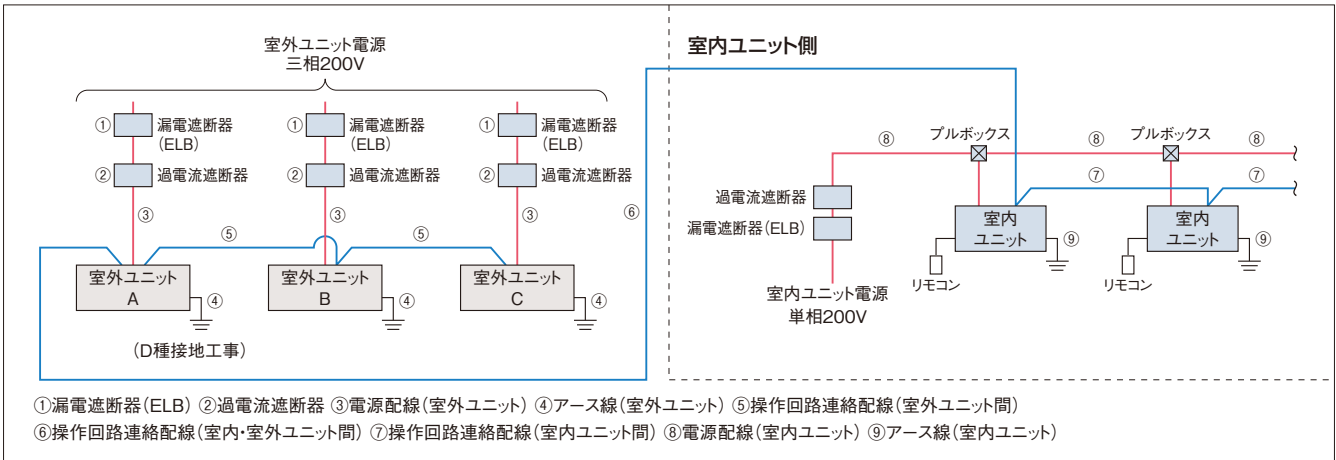 室外ユニット電源
三相200V
① 漏電遮断器
(ELB)
① 漏電遮断器
(ELB)
① 漏電遮断器
(ELB)
② 過電流遮断器
② 過電流遮断器
② 過電流遮断器
③
③
③
⑤
⑤
⑥
室外ユニット
A
④
室外ユニット
B
④
室外ユニット
C
④
(D種接地工事)
室内ユニット側
⑧
プルボックス
⑧
プルボックス
⑧
⑦
⑦
過電流遮断器
漏電遮断器(ELB)
室内ユニット電源
単相200V
室内
ユニット
⑨
リモコン
室内
ユニット
⑨
リモコン
①漏電遮断器(ELB) ②過電流遮断器 ③電源配線(室外ユニット) ④アース線(室外ユニット) ⑤操作回路連絡配線(室外ユニット間)
⑥操作回路連絡配線(室内・室外ユニット間) ⑦操作回路連絡配線(室内ユニット間) ⑧電源配線(室内ユニット) ⑨アース線(室内ユニット)